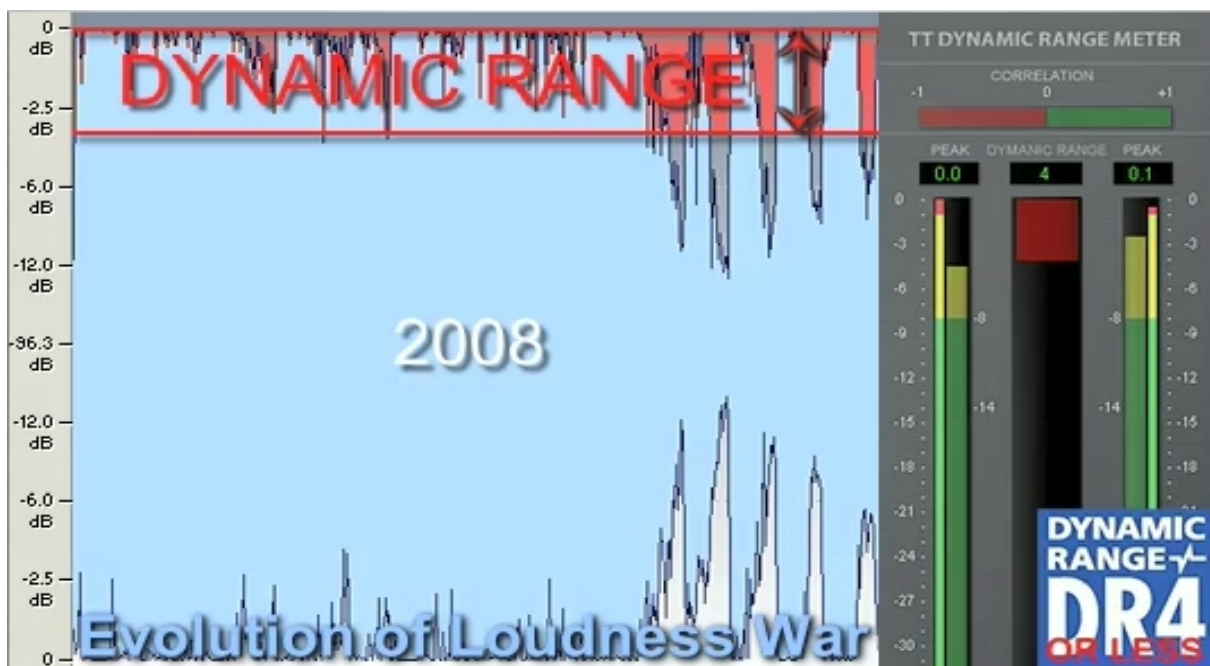 0
dB
-2.5
dB
-6.0
dB
-12.0
dB
-96.3
dB
-12.0
dB
-6.0
dB
-2.5
dB
0
DYNAMIC RANGE
2008
Evolution of Loudness War
TT DYNAMIC RANGE METER
CORRELATION
-1 0 +1
PEAK DYMANIC RANGE PEAK
0.0 4 0.1
0 0
-3 -3
-6 -6
-8 -8
-9 -9
-12 -12
-14 -14
-15 -15
-18 -18
-21 -21
-24
-27
-30
DYNAMIC
RANGE
DR4
OR LESS